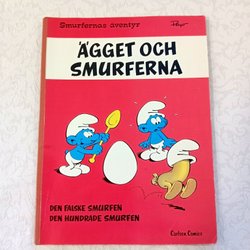 Smurfernas äventyr
Peyo
ÄGGET OCH
SMURFERNA
DEN FALSKE SMURFEN
DEN HUNDRADE SMURFEN
Carlsen Comics